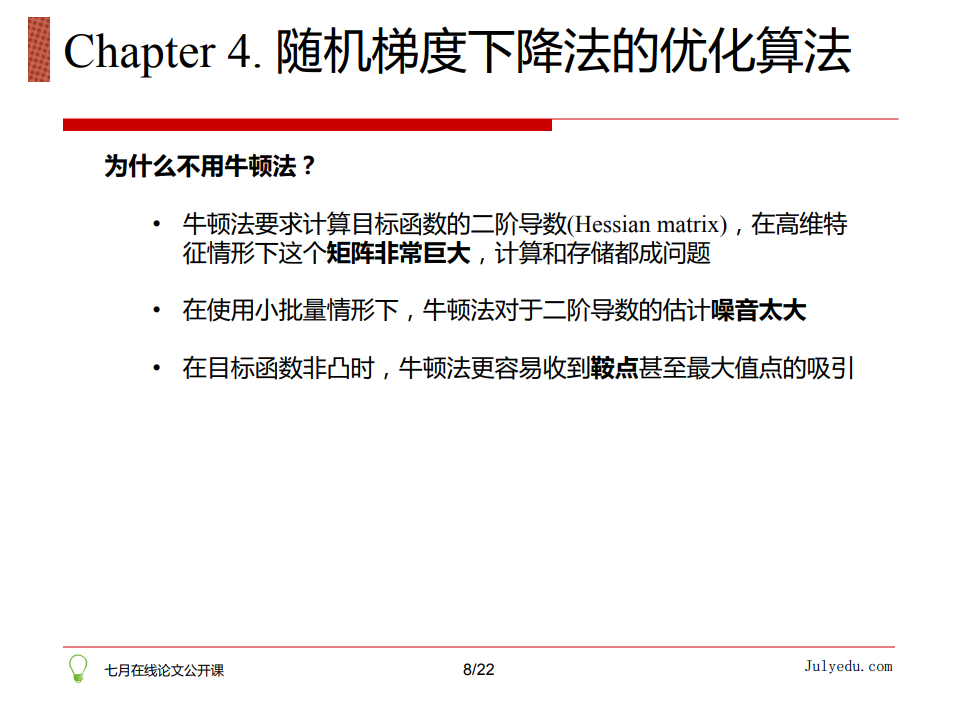 Chapter 4. 随机梯度下降法的优化算法
为什么不用牛顿法？
• 牛顿法要求计算目标函数的二阶导数(Hessian matrix)，在高维特
征情形下这个矩阵非常巨大，计算和存储都成问题
• 在使用小批量情形下，牛顿法对于二阶导数的估计噪音太大
• 在目标函数非凸时，牛顿法更容易收到鞍点甚至最大值点的吸引
七月在线论文公开课
8/22
Julyedu.com